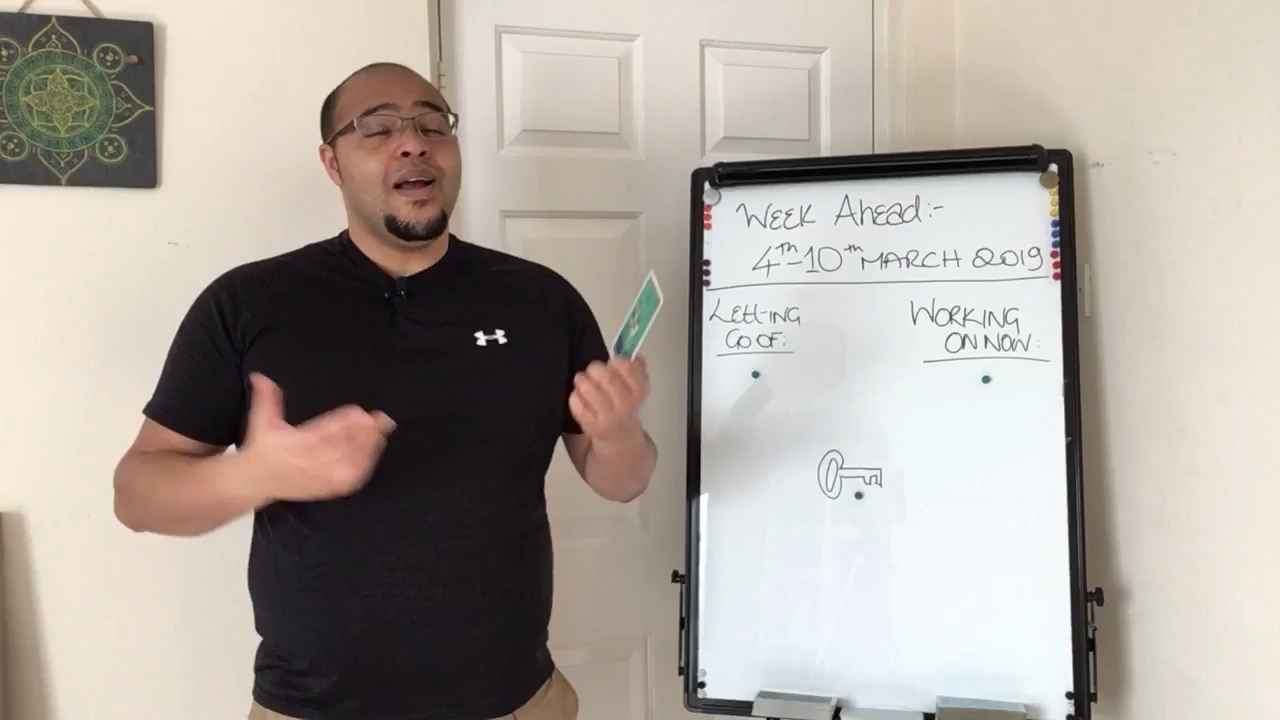 WEEK AHEAD:-
4th-10th MARCH 2019
LETTING
GO OF:
WORKING
ON NOW: